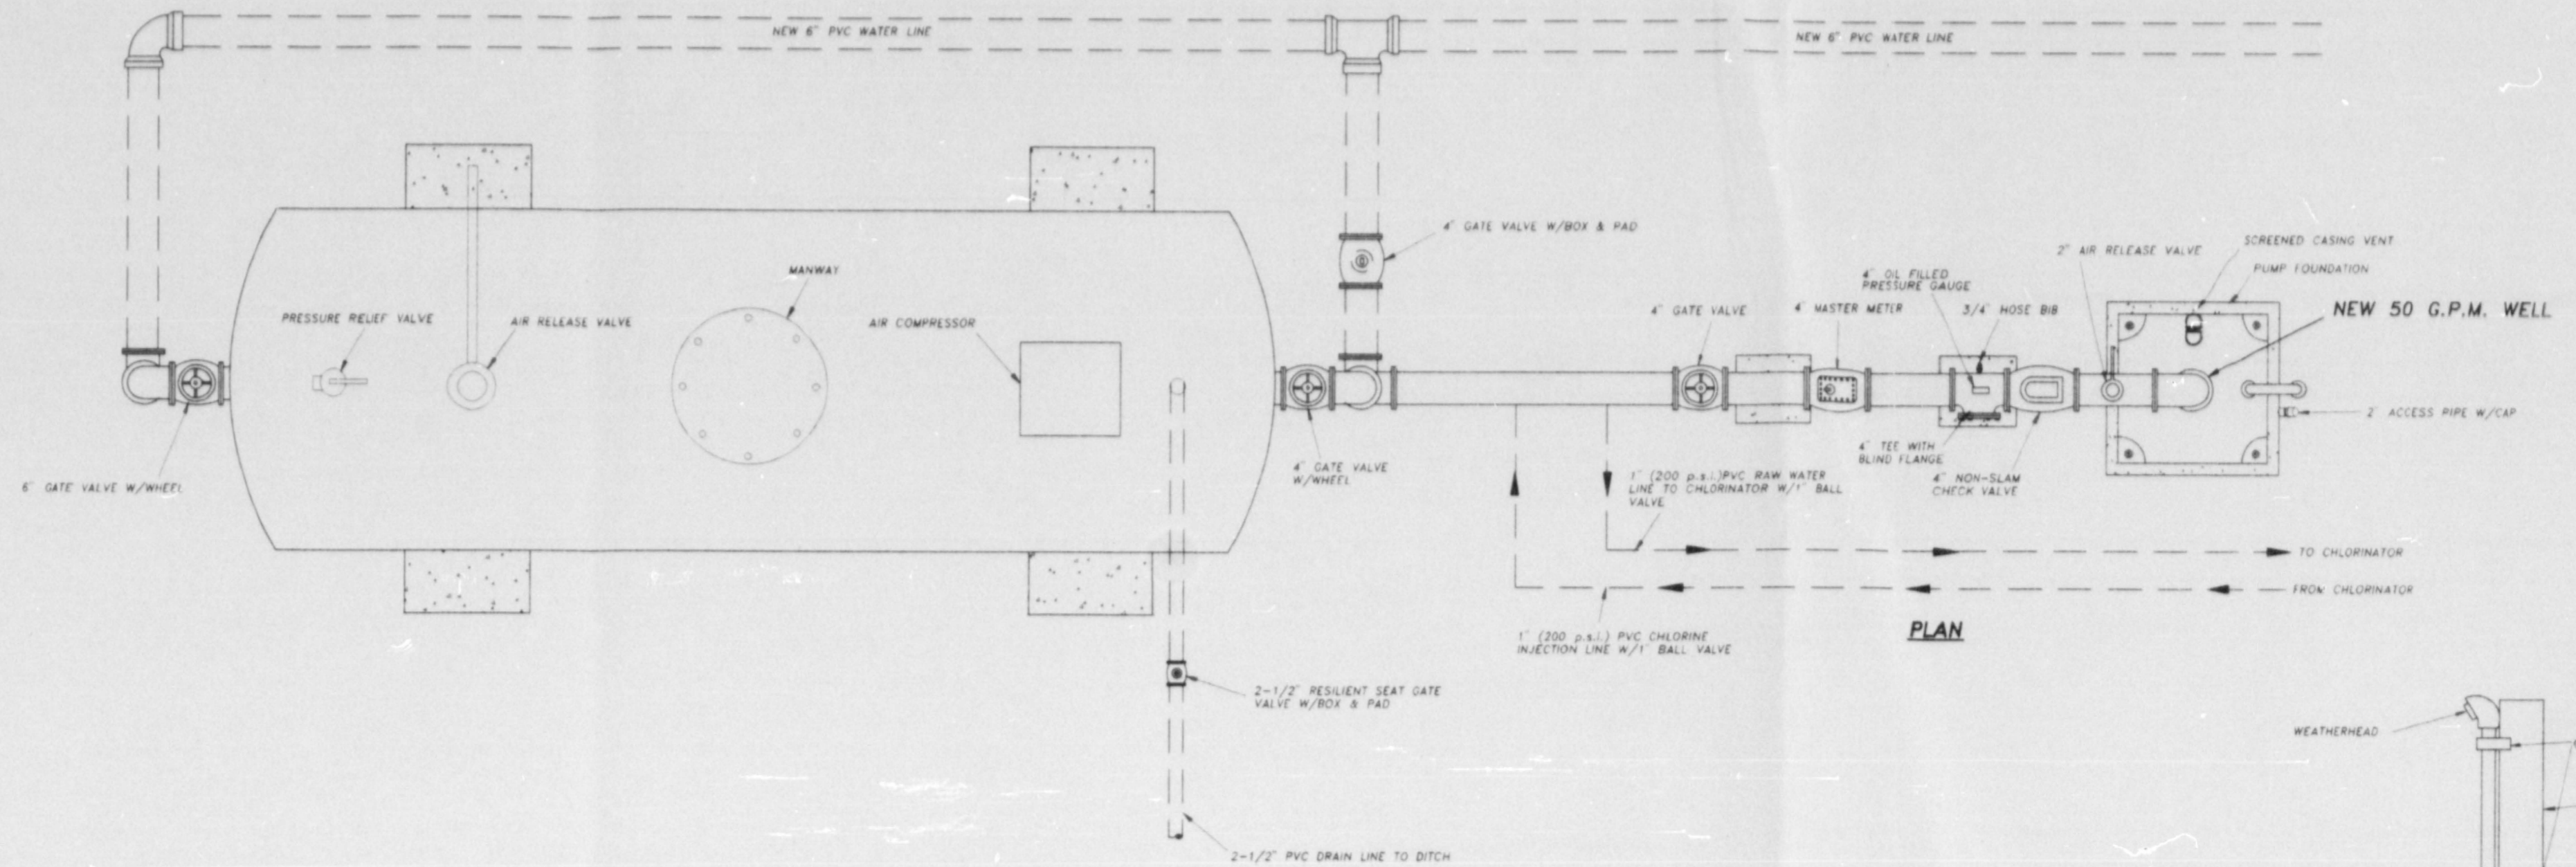 NEW 6" PVC WATER LINE
NEW 6" PVC WATER LINE
4" GATE VALVE W/BOX & PAD
2" AIR RELEASE VALVE
SCREENED CASING VENT
PUMP FOUNDATION
MANWAY
4" OIL FILLED
PRESSURE GAUGE
PRESSURE RELIEF VALVE
AIR RELEASE VALVE
AIR COMPRESSOR
4" GATE VALVE
4" MASTER METER
3/4" HOSE BIB
NEW 50 G.P.M. WELL
2" ACCESS PIPE W/CAP
6" GATE VALVE W/WHEEL
4" GATE VALVE
W/WHEEL
4" TEE WITH
BLIND FLANGE
1" (200 p.s.i.)PVC RAW WATER
LINE TO CHLORINATOR W/1" BALL
VALVE
4" NON-SLAM
CHECK VALVE
TO CHLORINATOR
FROM CHLORINATOR
1" (200 p.s.i.) PVC CHLORINE
INJECTION LINE W/1" BALL VALVE
PLAN
2-1/2" RESILIENT SEAT GATE
VALVE W/BOX & PAD
WEATHERHEAD
2-1/2" PVC DRAIN LINE TO DITCH